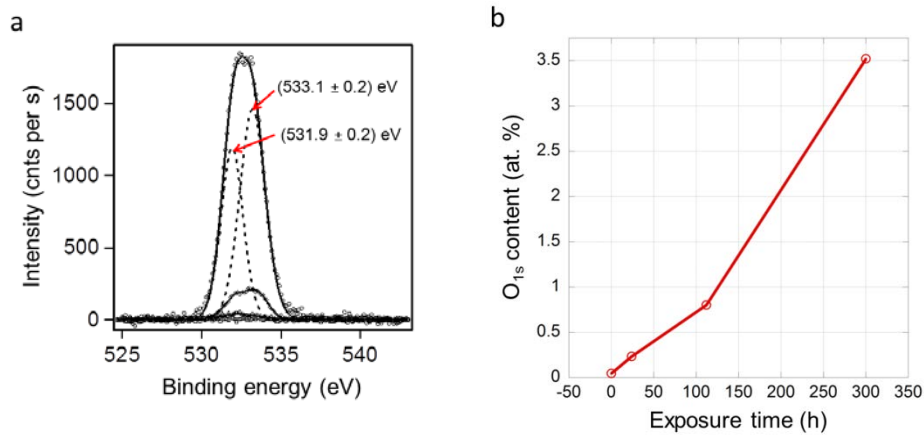 a
Intensity (cnts per s)
1500
1000
500
0
(533.1 ± 0.2) eV
(531.9 ± 0.2) eV
525 530 535 540
Binding energy (eV)
b
O1s content (at. %)
3.5
3
2.5
2
1.5
1
0.5
0
-50 0 50 100 150 200 250 300 350
Exposure time (h)